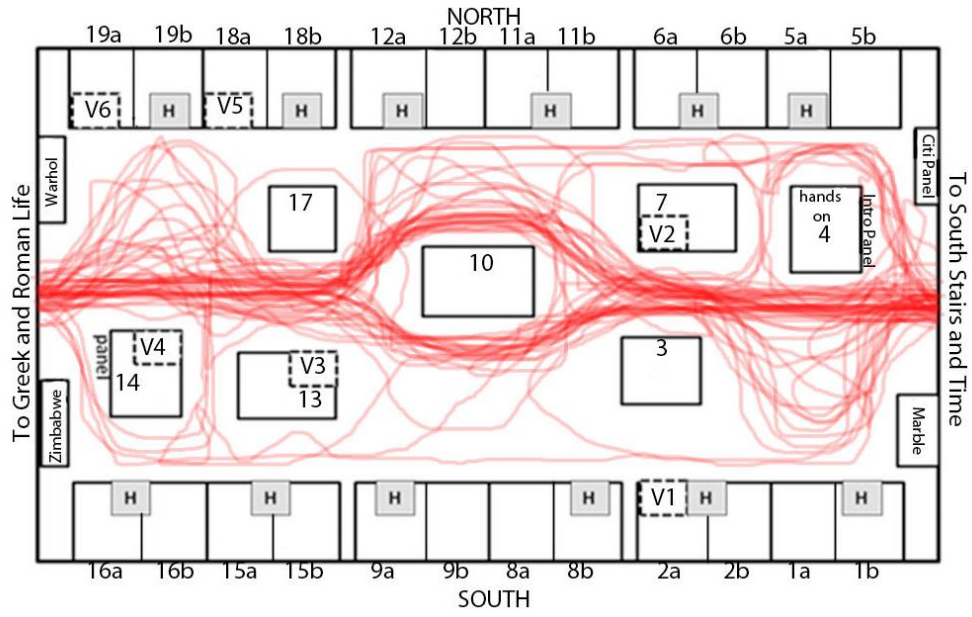 NORTH
19a 19b 18a 18b 12a 12b 11a 11b 6a 6b 5a 5b
V6 H V5 H H H H H
Warhol
Citi Panel
To Greek and Roman Life
To South Stairs and Time
17
7
V2
hands
on
4
Intro Panel
10
panel
V4
14
V3
13
3
Zimbabwe
Marble
H H H H V1 H H
16a 16b 15a 15b 9a 9b 8a 8b 2a 2b 1a 1b
SOUTH